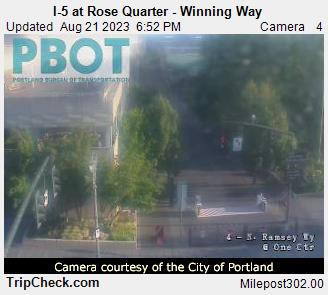 I-5 at Rose Quarter - Winning Way
Updated Aug 21 2023 6:52 PM Camera 4
PBOT
PORTLAND BUREAU OF TRANSPORTATION
4 - N. Ramsey Wy
@ One Ctr
Camera courtesy of the City of Portland
TripCheck.com Milepost302.00